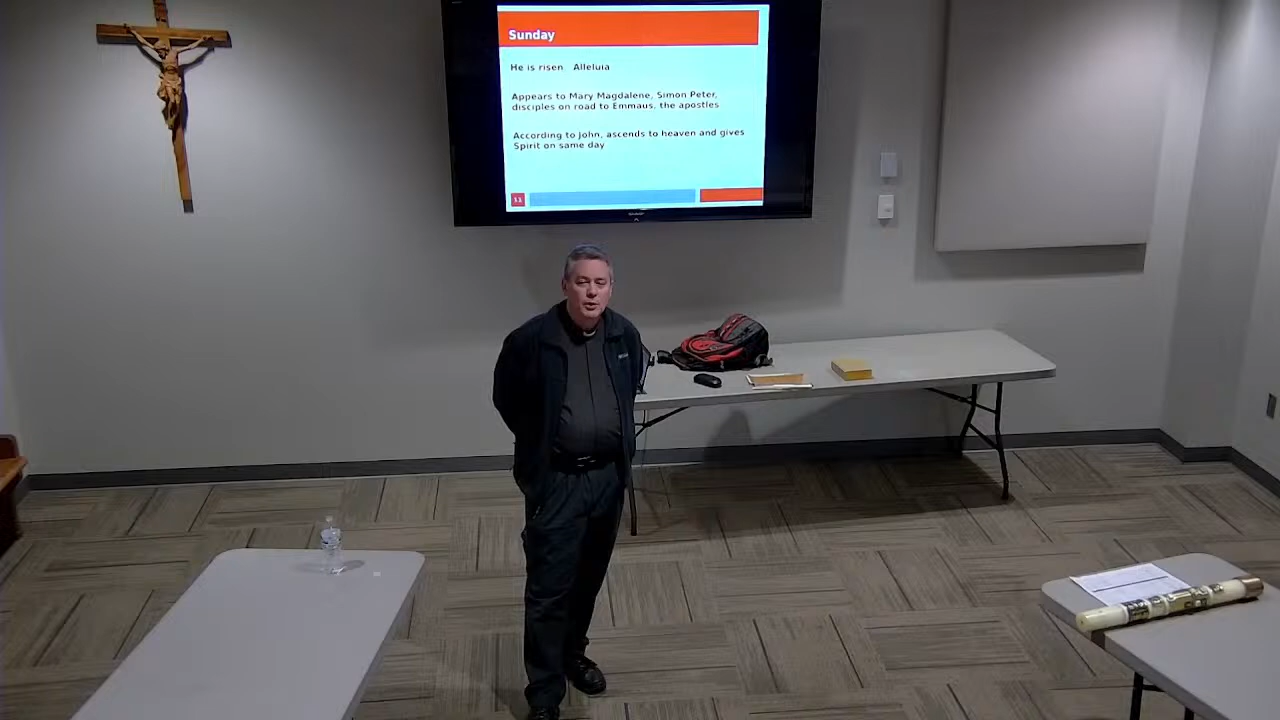 Sunday
He is risen Alleluia
Appears to Mary Magdalene, Simon Peter,
disciples on road to Emmaus, the apostles
According to John, ascends to heaven and gives
Spirit on same day
11